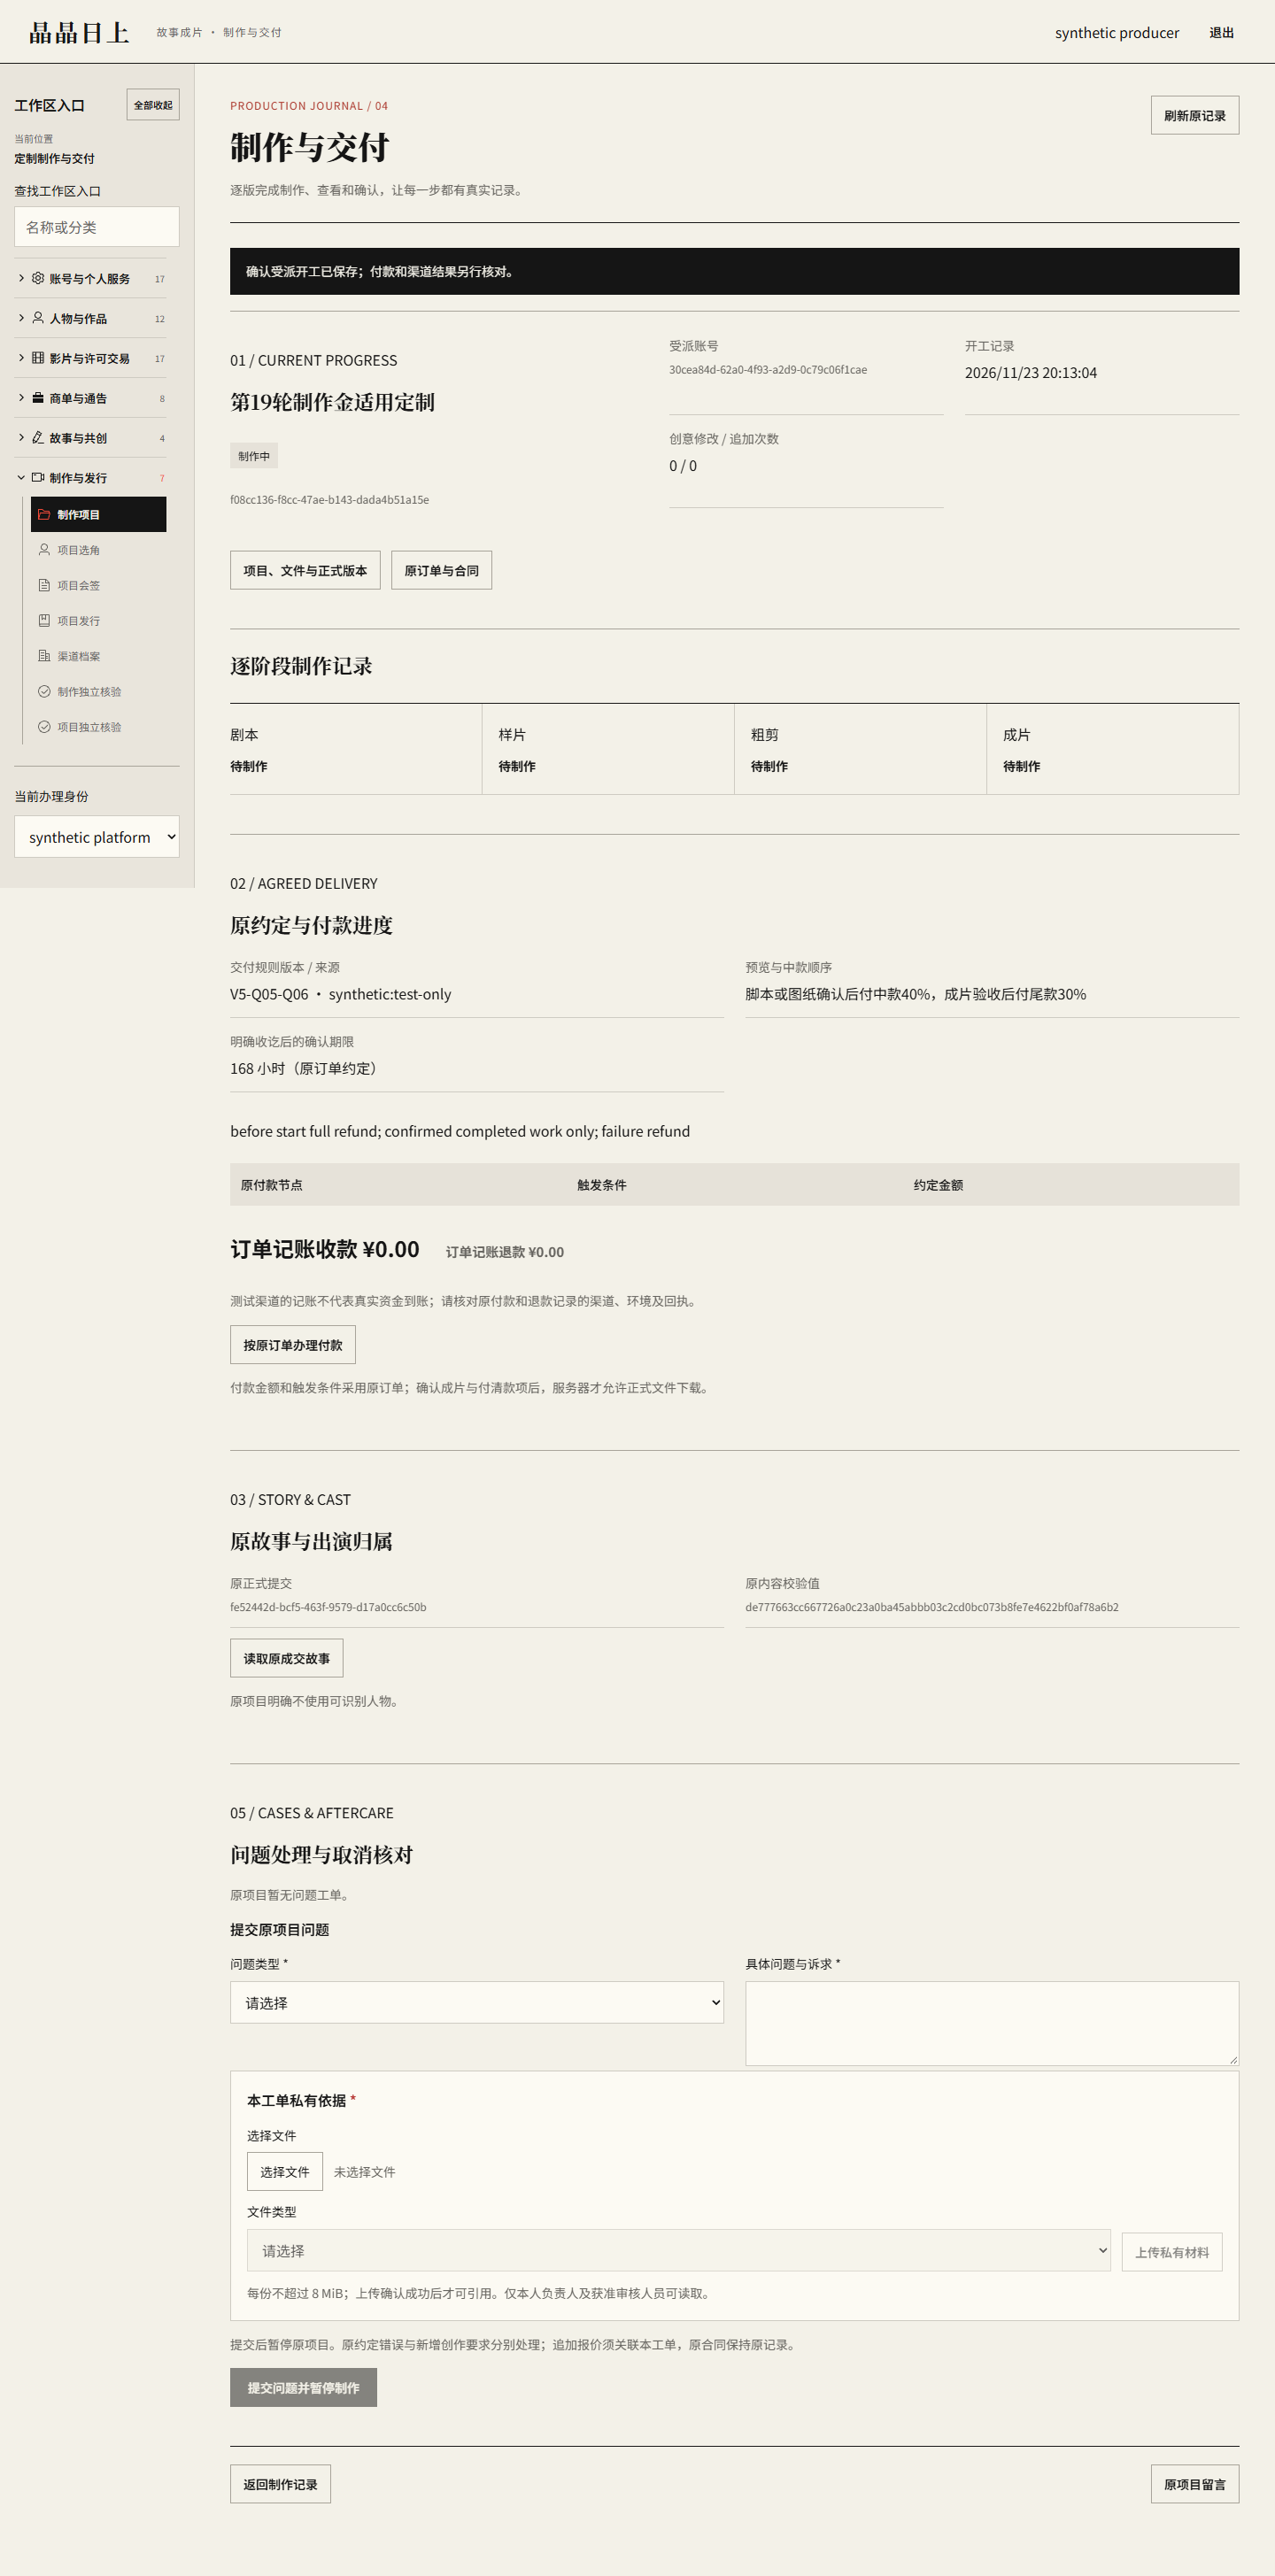 晶晶日上
故事成片 · 制作与交付
synthetic producer
退出
工作区入口
全部收起
当前位置
定制制作与交付
查找工作区入口
名称或分类
账号与个人服务 17
人物与作品 12
影片与许可交易 17
商单与通告 8
故事与共创 4
制作与发行 7
制作项目
项目选角
项目会签
项目发行
渠道档案
制作独立核验
项目独立核验
当前办理身份
synthetic platform
PRODUCTION JOURNAL / 04
制作与交付
逐版完成制作、查看和确认，让每一步都有真实记录。
刷新原记录
确认受派开工已保存；付款和渠道结果另行核对。
01 / CURRENT PROGRESS
第19轮制作金适用定制
制作中
f08cc136-f8cc-47ae-b143-dada4b51a15e
受派账号
30cea84d-62a0-4f93-a2d9-0c79c06f1cae
开工记录
2026/11/23 20:13:04
创意修改 / 追加次数
0 / 0
项目、文件与正式版本
原订单与合同
逐阶段制作记录
剧本
待制作
样片
待制作
粗剪
待制作
成片
待制作
02 / AGREED DELIVERY
原约定与付款进度
交付规则版本 / 来源
V5-Q05-Q06 · synthetic:test-only
预览与中款顺序
脚本或图纸确认后付中款40%，成片验收后付尾款30%
明确收讫后的确认期限
168 小时（原订单约定）
before start full refund; confirmed completed work only; failure refund
原付款节点 触发条件 约定金额
订单记账收款 ¥0.00 订单记账退款 ¥0.00
测试渠道的记账不代表真实资金到账；请核对原付款和退款记录的渠道、环境及回执。
按原订单办理付款
付款金额和触发条件采用原订单；确认成片与付清款项后，服务器才允许正式文件下载。
03 / STORY & CAST
原故事与出演归属
原正式提交
fe52442d-bcf5-463f-9579-d17a0cc6c50b
原内容校验值
de777663cc667726a0c23a0ba45abbb03c2cd0bc073b8fe7e4622bf0af78a6b2
读取原成交故事
原项目明确不使用可识别人物。
05 / CASES & AFTERCARE
问题处理与取消核对
原项目暂无问题工单。
提交原项目问题
问题类型 *
请选择
具体问题与诉求 *
本工单私有依据 *
选择文件
选择文件 未选择文件
文件类型
请选择
上传私有材料
每份不超过 8 MiB；上传确认成功后才可引用。仅本人负责人及获准审核人员可读取。
提交后暂停原项目。原约定错误与新增创作要求分别处理；追加报价须关联本工单，原合同保持原记录。
提交问题并暂停制作
返回制作记录
原项目留言